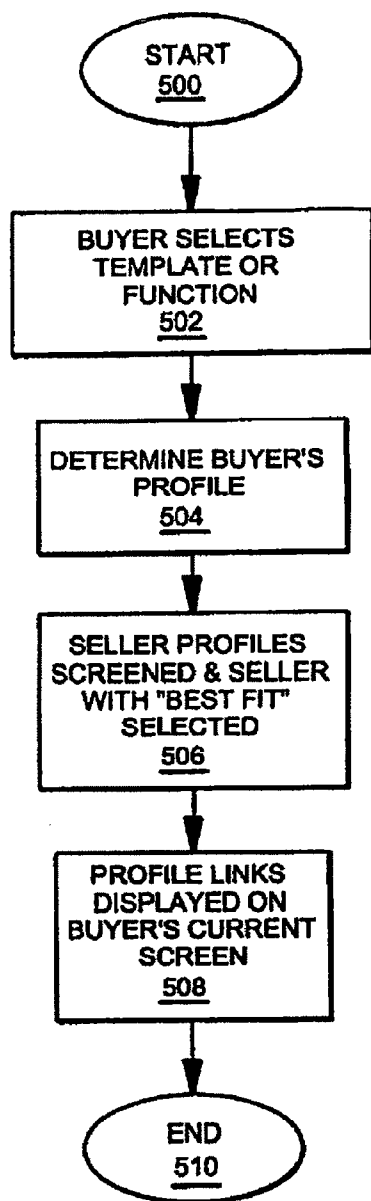 START
500
BUYER SELECTS
TEMPLATE OR
FUNCTION
502
DETERMINE BUYER'S
PROFILE
504
SELLER PROFILES
SCREENED & SELLER
WITH "BEST FIT"
SELECTED
506
PROFILE LINKS
DISPLAYED ON
BUYER'S CURRENT
SCREEN
508
END
510